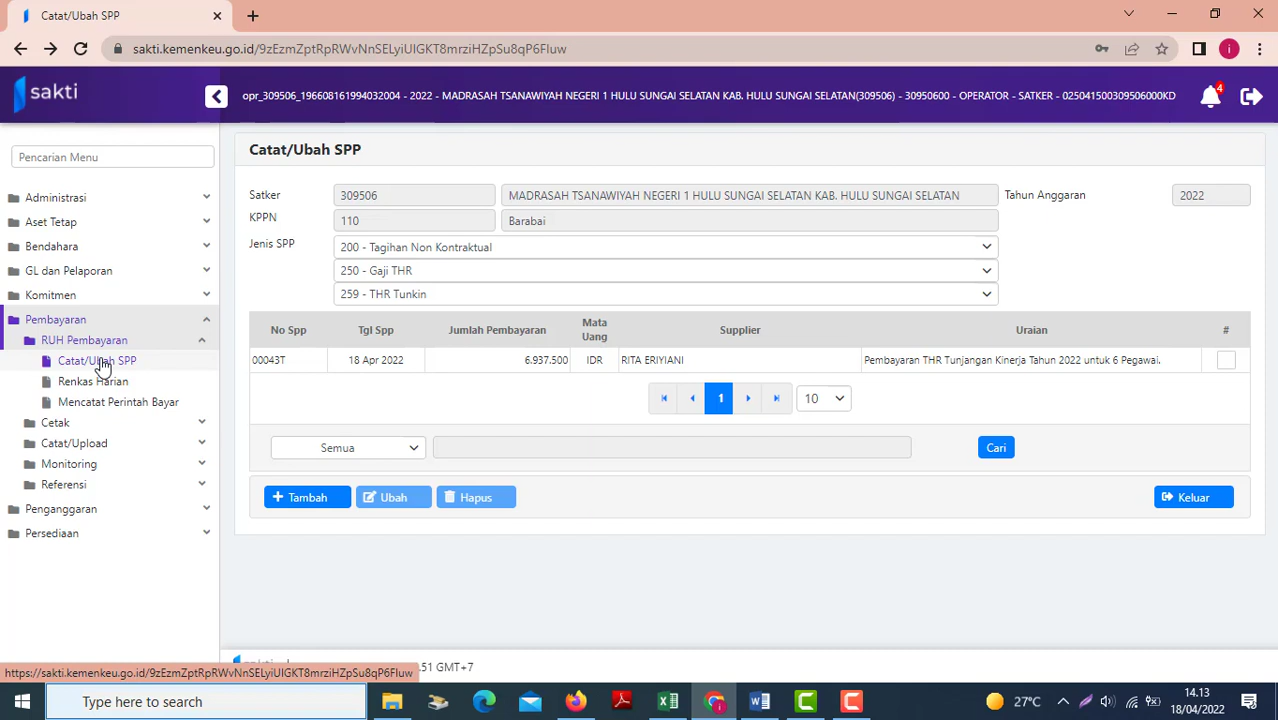 Catat/Ubah SPP
sakti.kemenkeu.go.id/9zEzmZptRpRWvNnSELyiUIGKT8mrziHZpSu8qP6FIuw
sakti
opr_309506_196608161994032004 - 2022 - MADRASAH TSANAWIYAH NEGERI 1 HULU SUNGAI SELATAN KAB. HULU SUNGAI SELATAN(309506) - 30950600 - OPERATOR - SATKER - 025041500309506000KD
4
Pencarian Menu
Administrasi
Aset Tetap
Bendahara
GL dan Pelaporan
Komitmen
Pembayaran
RUH Pembayaran
Catat/Ubah SPP
Renkas Harian
Mencatat Perintah Bayar
Cetak
Catat/Upload
Monitoring
Referensi
Penganggaran
Persediaan
Catat/Ubah SPP
Satker 309506 MADRASAH TSANAWIYAH NEGERI 1 HULU SUNGAI SELATAN KAB. HULU SUNGAI SELATAN Tahun Anggaran 2022
KPPN 110 Barabai
Jenis SPP 200 - Tagihan Non Kontraktual
250 - Gaji THR
259 - THR Tunkin
No Spp Tgl Spp Jumlah Pembayaran Mata Uang Supplier Uraian #
00043T 18 Apr 2022 6.937.500 IDR RITA ERIYIANI Pembayaran THR Tunjangan Kinerja Tahun 2022 untuk 6 Pegawai.
1 10
Semua Cari
Tambah Ubah Hapus Keluar
https://sakti.kemenkeu.go.id/9zEzmZptRpRWvNnSELyiUIGKT8mrziHZpSu8qP6FIuw
51 GMT+7
Type here to search
27°C
14.13
18/04/2022